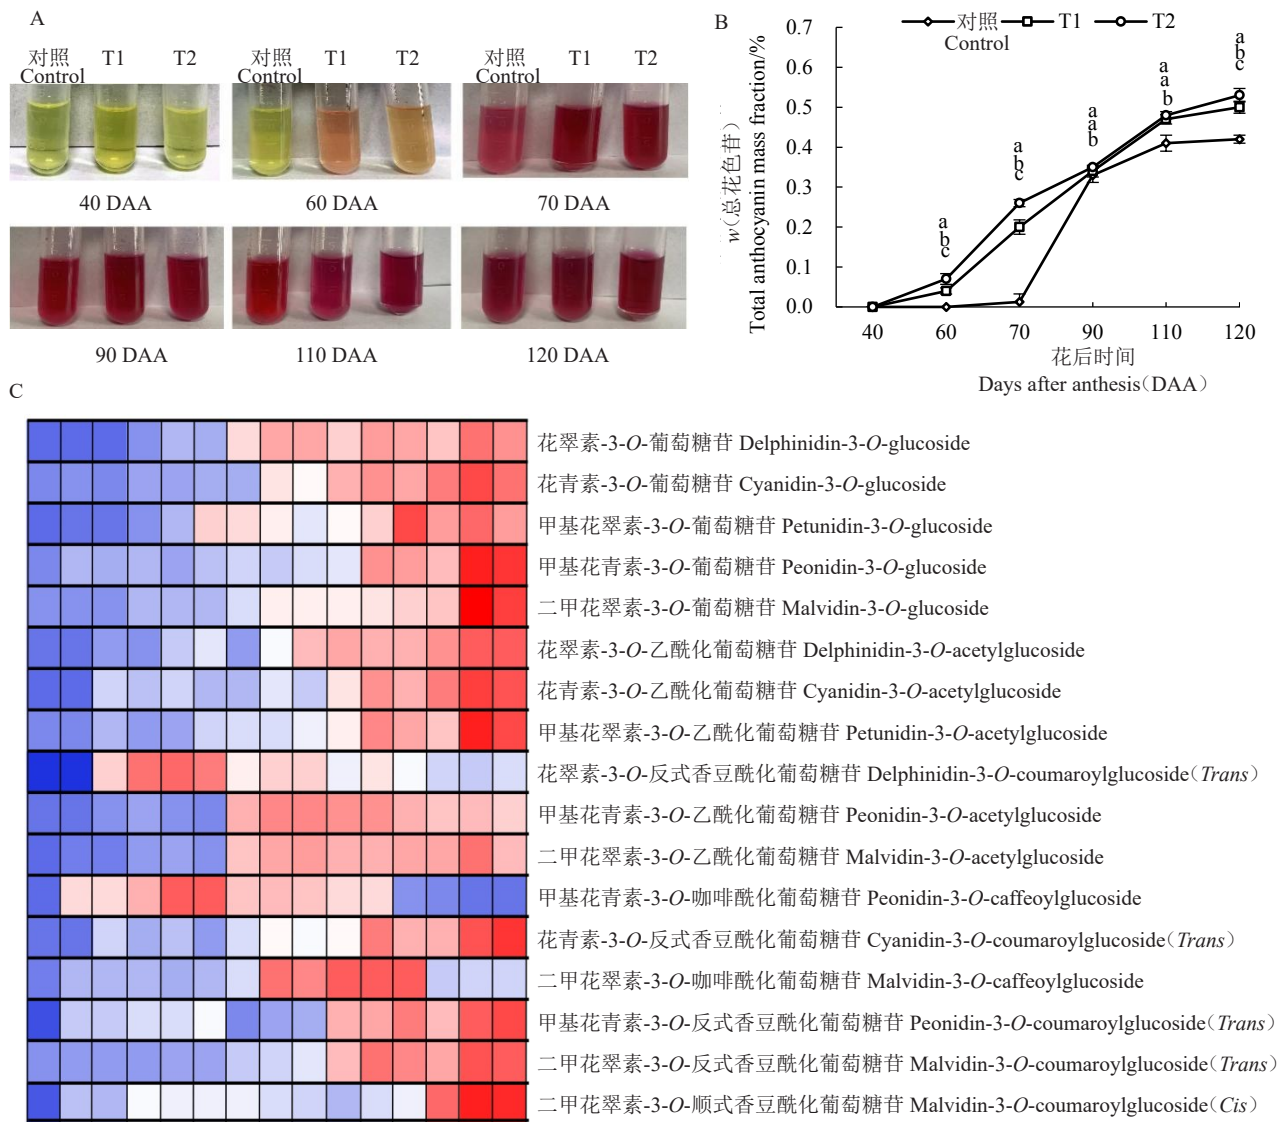 A
对照 T1 T2
Control
对照 T1 T2
Control
对照 T1 T2
Control
40 DAA
60 DAA
70 DAA
90 DAA
110 DAA
120 DAA
B
对照 T1 T2
Control
w(总花色苷)
Total anthocyanin mass fraction/%
0.7
0.6
0.5
0.4
0.3
0.2
0.1
0.0
a
b
c
a
b
c
a
a
b
a
a
b
a
b
c
40 60 70 90 110 120
花后时间
Days after anthesis(DAA)
C
花翠素-3-O-葡萄糖苷 Delphinidin-3-O-glucoside
花青素-3-O-葡萄糖苷 Cyanidin-3-O-glucoside
甲基花翠素-3-O-葡萄糖苷 Petunidin-3-O-glucoside
甲基花青素-3-O-葡萄糖苷 Peonidin-3-O-glucoside
二甲花翠素-3-O-葡萄糖苷 Malvidin-3-O-glucoside
花翠素-3-O-乙酰化葡萄糖苷 Delphinidin-3-O-acetylglucoside
花青素-3-O-乙酰化葡萄糖苷 Cyanidin-3-O-acetylglucoside
甲基花翠素-3-O-乙酰化葡萄糖苷 Petunidin-3-O-acetylglucoside
花翠素-3-O-反式香豆酰化葡萄糖苷 Delphinidin-3-O-coumaroylglucoside(Trans)
甲基花青素-3-O-乙酰化葡萄糖苷 Peonidin-3-O-acetylglucoside
二甲花翠素-3-O-乙酰化葡萄糖苷 Malvidin-3-O-acetylglucoside
甲基花青素-3-O-咖啡酰化葡萄糖苷 Peonidin-3-O-caffeoylglucoside
花青素-3-O-反式香豆酰化葡萄糖苷 Cyanidin-3-O-coumaroylglucoside(Trans)
二甲花翠素-3-O-咖啡酰化葡萄糖苷 Malvidin-3-O-caffeoylglucoside
甲基花青素-3-O-反式香豆酰化葡萄糖苷 Peonidin-3-O-coumaroylglucoside(Trans)
二甲花翠素-3-O-反式香豆酰化葡萄糖苷 Malvidin-3-O-coumaroylglucoside(Trans)
二甲花翠素-3-O-顺式香豆酰化葡萄糖苷 Malvidin-3-O-coumaroylglucoside(Cis)